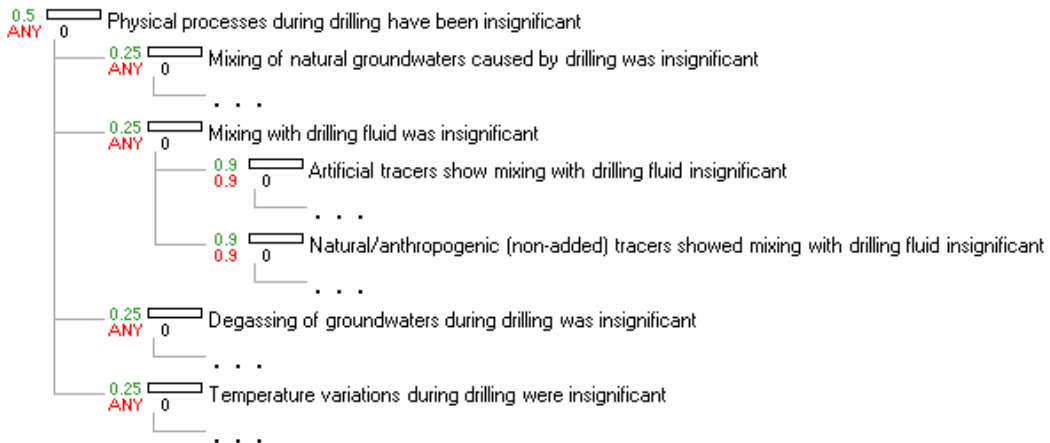 0.5 Physical processes during drilling have been insignificant
ANY 0
0.25 Mixing of natural groundwaters caused by drilling was insignificant
ANY 0
. . .
0.25 Mixing with drilling fluid was insignificant
ANY 0
0.9 Artificial tracers show mixing with drilling fluid insignificant
0.9 0
. . .
0.9 Natural/anthropogenic (non-added) tracers showed mixing with drilling fluid insignificant
0.9 0
. . .
0.25 Degassing of groundwaters during drilling was insignificant
ANY 0
. . .
0.25 Temperature variations during drilling were insignificant
ANY 0
. . .